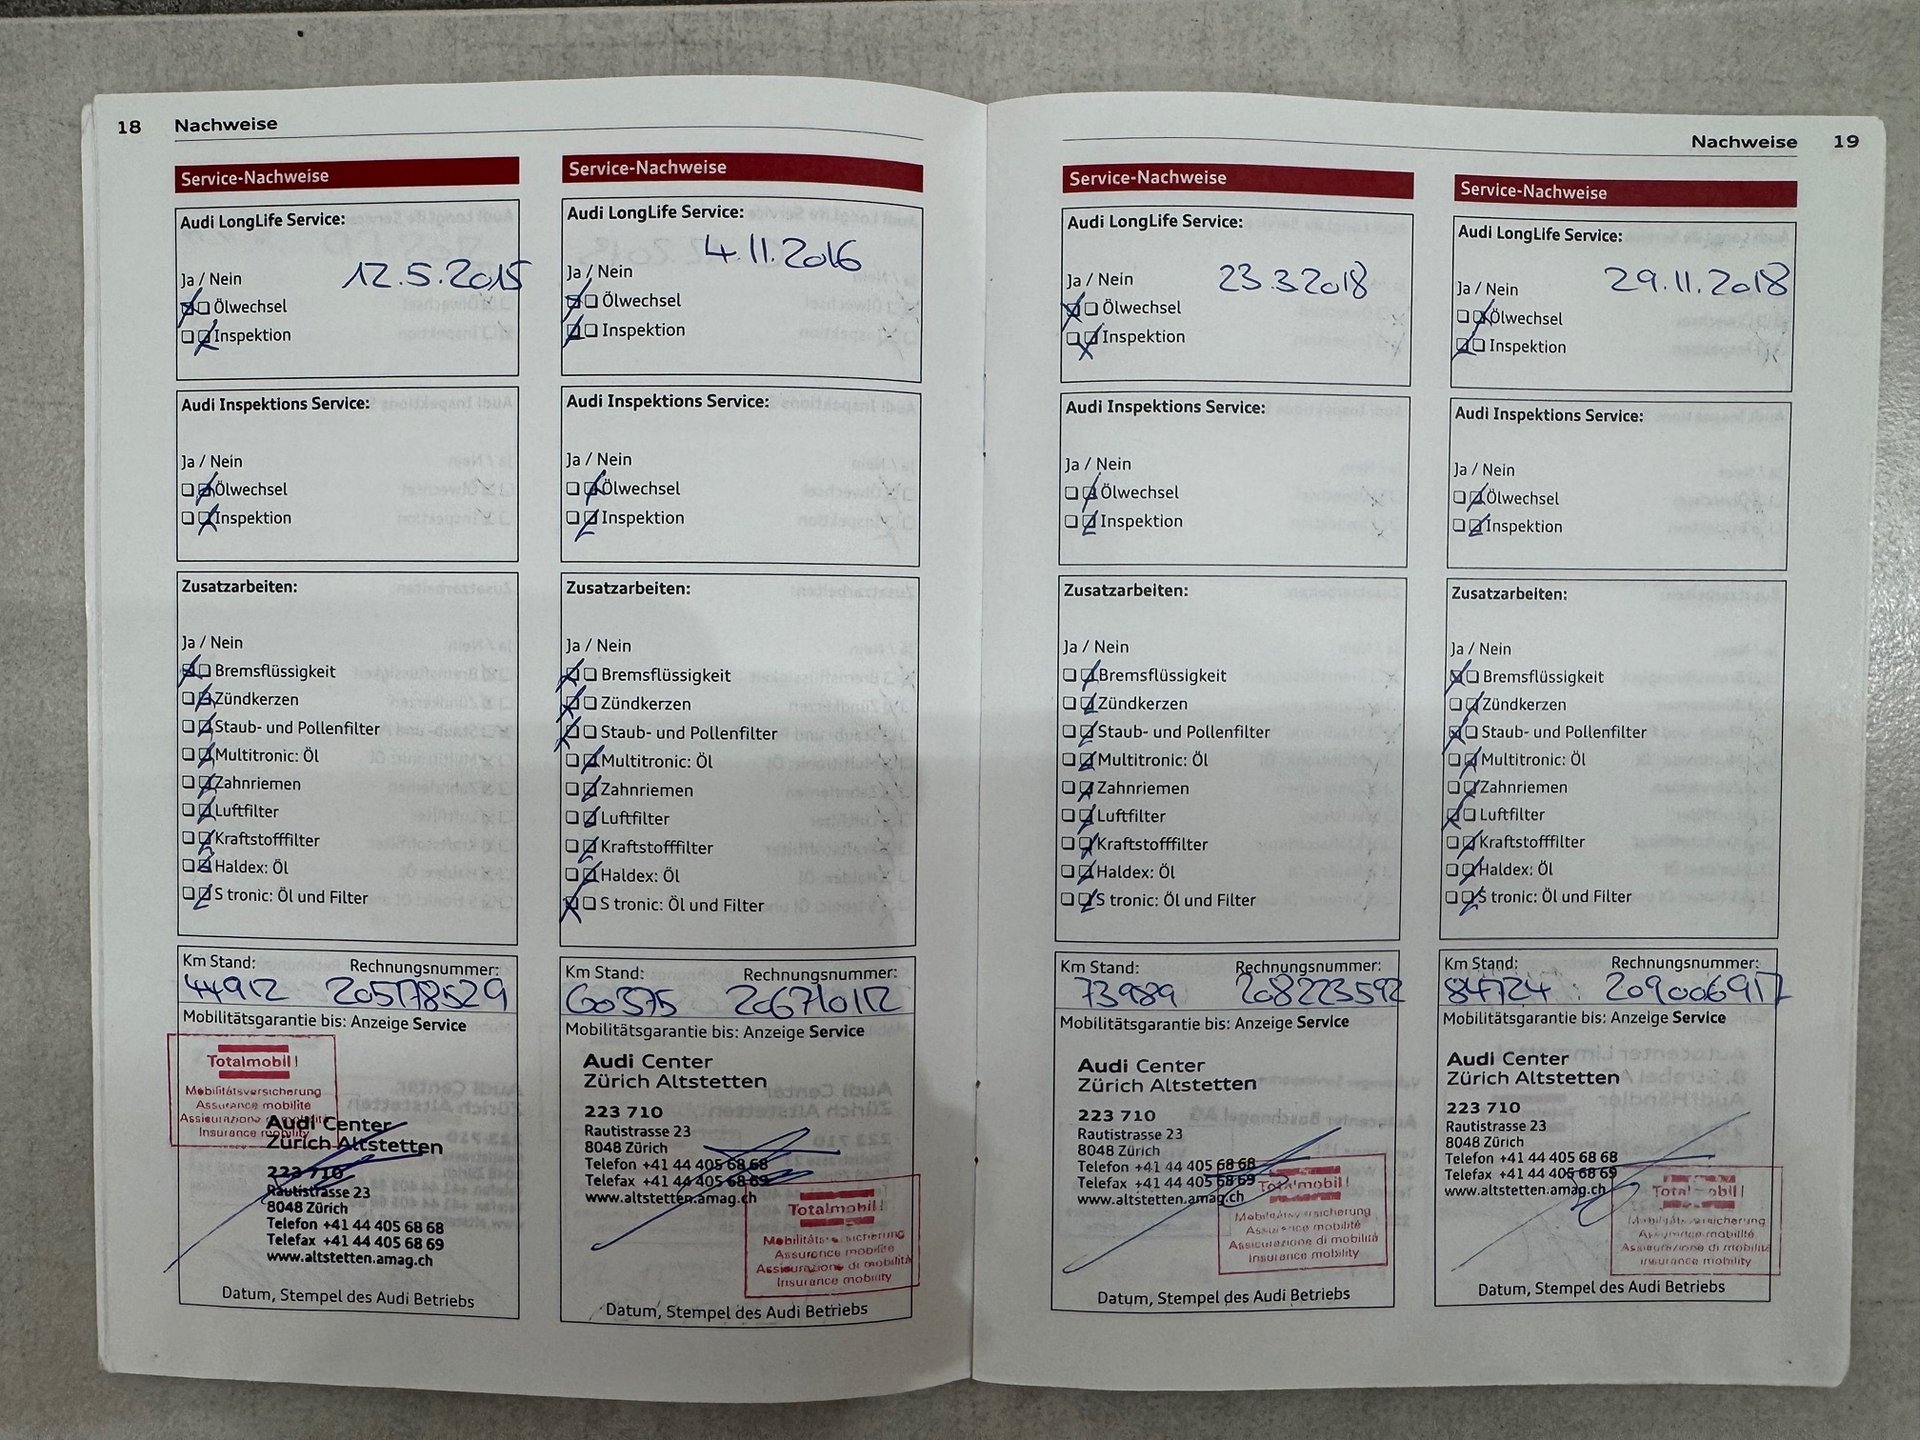 18 Nachweise
Service-Nachweise
Audi LongLife Service:
12.5.2015
Ja / Nein
Ölwechsel
Inspektion
Audi Inspektions Service:
Ja / Nein
Ölwechsel
Inspektion
Zusatzarbeiten:
Ja / Nein
Bremsflüssigkeit
Zündkerzen
Staub- und Pollenfilter
Multitronic: Öl
Zahnriemen
Luftfilter
Kraftstofffilter
Haldex: Öl
S tronic: Öl und Filter
Km Stand: Rechnungsnummer:
44912 205178529
Mobilitätsgarantie bis: Anzeige Service
Totalmobil!
Mobilitätsversicherung
Assurance mobilité
Assicurazione di mobilità
Insurance mobility
Audi Center
Zürich Altstetten
223 710
Rautistrasse 23
8048 Zürich
Telefon +41 44 405 68 68
Telefax +41 44 405 68 69
www.altstetten.amag.ch
Datum, Stempel des Audi Betriebs
Service-Nachweise
Audi LongLife Service:
4.11.2016
Ja / Nein
Ölwechsel
Inspektion
Audi Inspektions Service:
Ja / Nein
Ölwechsel
Inspektion
Zusatzarbeiten:
Ja / Nein
Bremsflüssigkeit
Zündkerzen
Staub- und Pollenfilter
Multitronic: Öl
Zahnriemen
Luftfilter
Kraftstofffilter
Haldex: Öl
S tronic: Öl und Filter
Km Stand: Rechnungsnummer:
60375 206710112
Mobilitätsgarantie bis: Anzeige Service
Audi Center
Zürich Altstetten
223 710
Rautistrasse 23
8048 Zürich
Telefon +41 44 405 68 68
Telefax +41 44 405 68 69
www.altstetten.amag.ch
Totalmobil!
Mobilitätsversicherung
Assurance mobilité
Assicurazione di mobilità
Insurance mobility
Datum, Stempel des Audi Betriebs
Nachweise 19
Service-Nachweise
Audi LongLife Service:
23.3.2018
Ja / Nein
Ölwechsel
Inspektion
Audi Inspektions Service:
Ja / Nein
Ölwechsel
Inspektion
Zusatzarbeiten:
Ja / Nein
Bremsflüssigkeit
Zündkerzen
Staub- und Pollenfilter
Multitronic: Öl
Zahnriemen
Luftfilter
Kraftstofffilter
Haldex: Öl
S tronic: Öl und Filter
Km Stand: Rechnungsnummer:
73989 208223592
Mobilitätsgarantie bis: Anzeige Service
Audi Center
Zürich Altstetten
223 710
Rautistrasse 23
8048 Zürich
Telefon +41 44 405 68 68
Telefax +41 44 405 68 69
www.altstetten.amag.ch
Totalmobil!
Mobilitätsversicherung
Assurance mobilité
Assicurazione di mobilità
Insurance mobility
Datum, Stempel des Audi Betriebs
Service-Nachweise
Audi LongLife Service:
29.11.2018
Ja / Nein
Ölwechsel
Inspektion
Audi Inspektions Service:
Ja / Nein
Ölwechsel
Inspektion
Zusatzarbeiten:
Ja / Nein
Bremsflüssigkeit
Zündkerzen
Staub- und Pollenfilter
Multitronic: Öl
Zahnriemen
Luftfilter
Kraftstofffilter
Haldex: Öl
S tronic: Öl und Filter
Km Stand: Rechnungsnummer:
84724 209006917
Mobilitätsgarantie bis: Anzeige Service
Audi Center
Zürich Altstetten
223 710
Rautistrasse 23
8048 Zürich
Telefon +41 44 405 68 68
Telefax +41 44 405 68 69
www.altstetten.amag.ch
Totalmobil!
Mobilitätsversicherung
Assurance mobilité
Assicurazione di mobilità
Insurance mobility
Datum, Stempel des Audi Betriebs